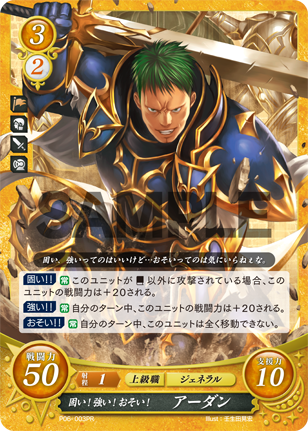 3
2
SAMPLE
固い、強いってのはいいけど…おそいってのは気にいらねぇな。
固い!! 常 このユニットが 以外に攻撃されている場合、このユニットの戦闘力は+20される。
強い!! 常 自分のターン中、このユニットの戦闘力は+20される。
おそい!! 常 自分のターン中、このユニットは全く移動できない。
戦闘力 50
射程 1 上級職 ジェネラル
支援力 10
固い!強い!おそい! アーダン
P06-003PR